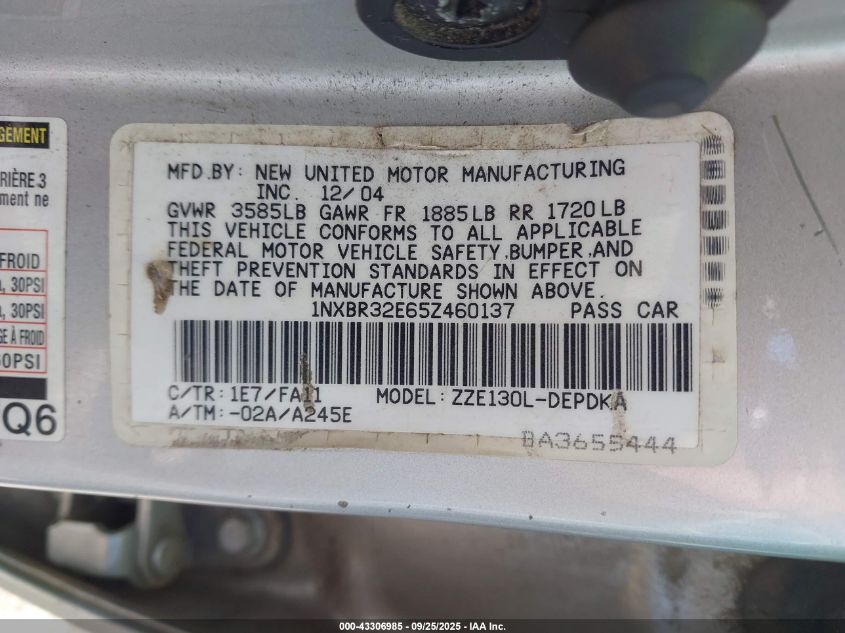 GEMENT
RIÈRE 3
ment ne
FROID
, 30PSI
, 30PSI
GE À FROID
60PSI
Q6
MFD.BY: NEW UNITED MOTOR MANUFACTURING
INC. 12/04
GVWR 3585LB GAWR FR 1885LB RR 1720LB
THIS VEHICLE CONFORMS TO ALL APPLICABLE
FEDERAL MOTOR VEHICLE SAFETY,BUMPER,AND
THEFT PREVENTION STANDARDS IN EFFECT ON
THE DATE OF MANUFACTURE SHOWN ABOVE.
1NXBR32E65Z460137 PASS CAR
C/TR: 1E7/FA11 MODEL: ZZE130L-DEPDKA
A/TM: -02A/A245E
BA3655444
000-43306985 - 09/25/2025 - IAA Inc.